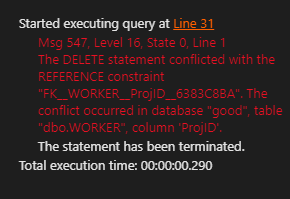 Started executing query at Line 31
Msg 547, Level 16, State 0, Line 1
The DELETE statement conflicted with the
REFERENCE constraint
"FK__WORKER__ProjID__6383C8BA". The
conflict occurred in database "good", table
"dbo.WORKER", column 'ProjID'.
The statement has been terminated.
Total execution time: 00:00:00.290